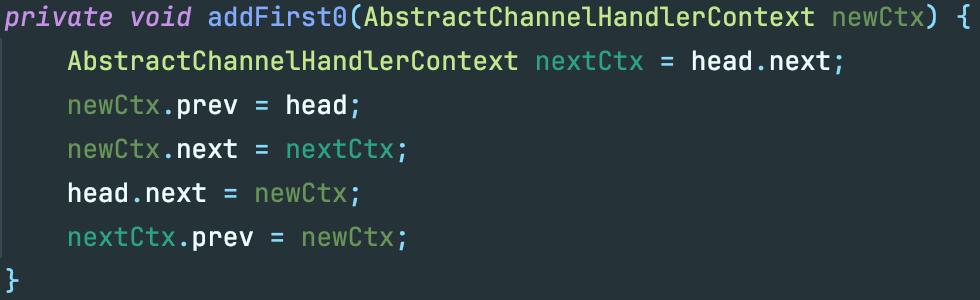 private void addFirst0(AbstractChannelHandlerContext newCtx) {
    AbstractChannelHandlerContext nextCtx = head.next;
    newCtx.prev = head;
    newCtx.next = nextCtx;
    head.next = newCtx;
    nextCtx.prev = newCtx;
}